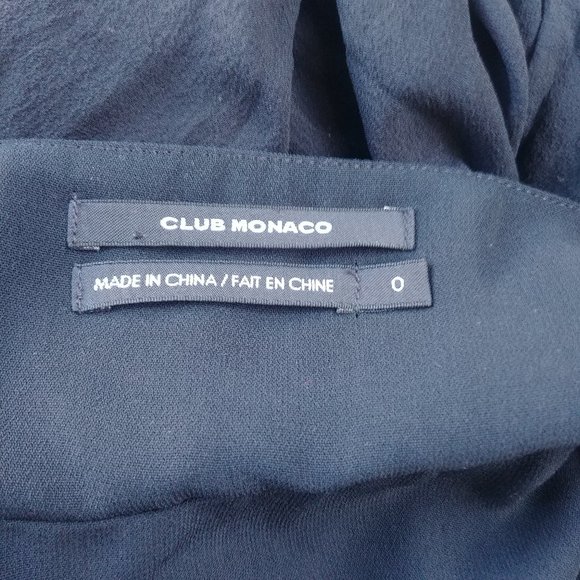 CLUB MONACO
MADE IN CHINA / FAIT EN CHINE 0